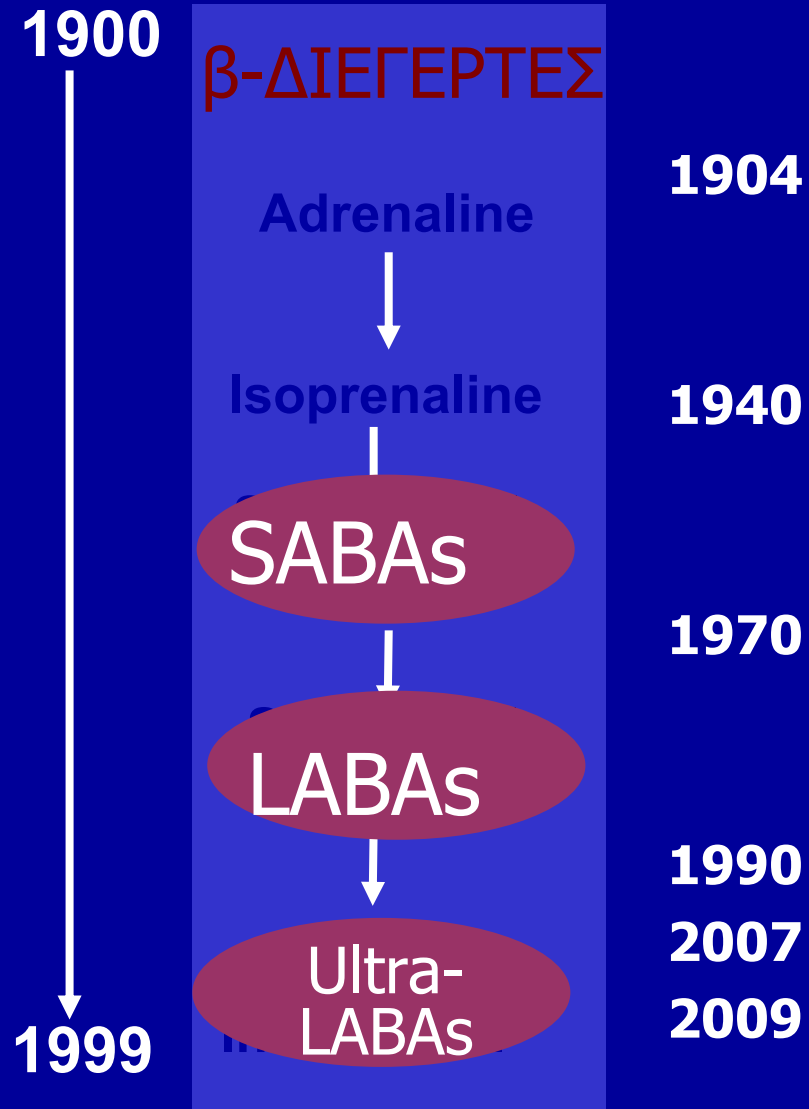 1900
β-ΔΙΕΓΕΡΤΕΣ
1904
Adrenaline
Isoprenaline
1940
SABAs
1970
LABAs
1990
Ultra-
LABAs
2007
2009
1999